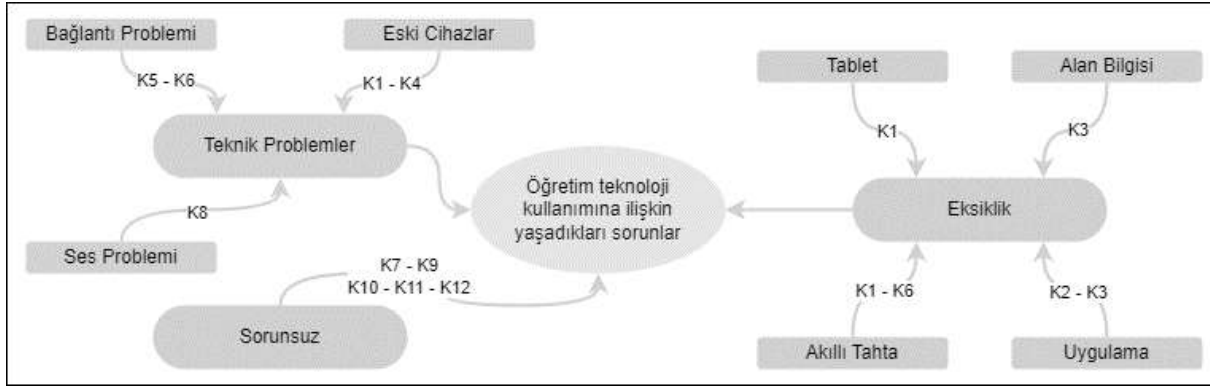 Bağlantı Problemi
Eski Cihazlar
K5 - K6
K1 - K4
Teknik Problemler
K8
Ses Problemi
K7 - K9
K10 - K11 - K12
Sorunsuz
Öğretim teknoloji
kullanımına ilişkin
yaşadıkları sorunlar
Tablet
Alan Bilgisi
K1
K3
Eksiklik
K1 - K6
K2 - K3
Akıllı Tahta
Uygulama